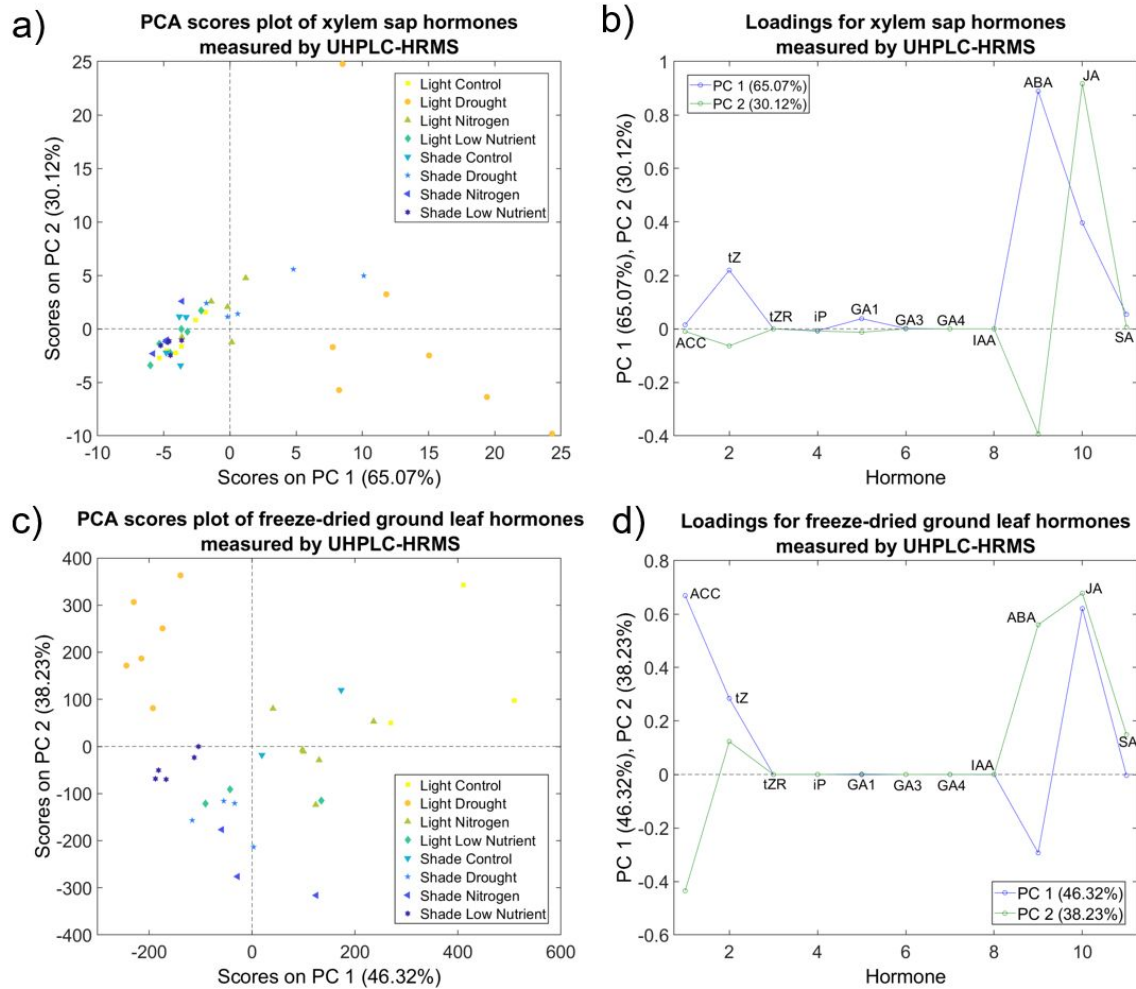 a)
PCA scores plot of xylem sap hormones
measured by UHPLC-HRMS
Scores on PC 2 (30.12%)
25
20
15
10
5
0
-5
-10
Light Control
Light Drought
Light Nitrogen
Light Low Nutrient
Shade Control
Shade Drought
Shade Nitrogen
Shade Low Nutrient
-10 -5 0 5 10 15 20 25
Scores on PC 1 (65.07%)
b)
Loadings for xylem sap hormones
measured by UHPLC-HRMS
PC 1 (65.07%), PC 2 (30.12%)
1
0.8
0.6
0.4
0.2
0
-0.2
-0.4
PC 1 (65.07%)
PC 2 (30.12%)
ACC
tZ
tZR
iP
GA1
GA3
GA4
IAA
ABA
JA
SA
2 4 6 8 10
Hormone
c)
PCA scores plot of freeze-dried ground leaf hormones
measured by UHPLC-HRMS
Scores on PC 2 (38.23%)
400
300
200
100
0
-100
-200
-300
-400
Light Control
Light Drought
Light Nitrogen
Light Low Nutrient
Shade Control
Shade Drought
Shade Nitrogen
Shade Low Nutrient
-200 0 200 400 600
Scores on PC 1 (46.32%)
d)
Loadings for freeze-dried ground leaf hormones
measured by UHPLC-HRMS
PC 1 (46.32%), PC 2 (38.23%)
0.8
0.6
0.4
0.2
0
-0.2
-0.4
-0.6
ACC
tZ
tZR
iP
GA1
GA3
GA4
IAA
ABA
JA
SA
PC 1 (46.32%)
PC 2 (38.23%)
2 4 6 8 10
Hormone